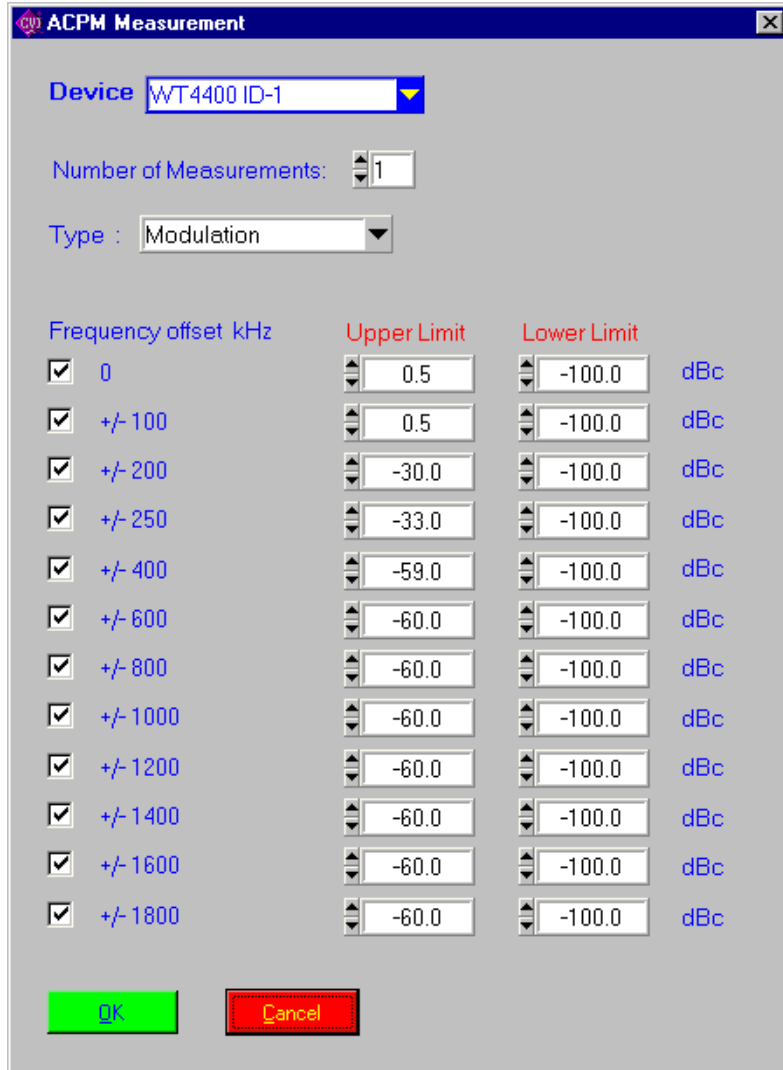 CVI ACPM Measurement
Device WT4400 ID-1
Number of Measurements: 1
Type : Modulation
Frequency offset kHz Upper Limit Lower Limit
0 0.5 -100.0 dBc
+/- 100 0.5 -100.0 dBc
+/- 200 -30.0 -100.0 dBc
+/- 250 -33.0 -100.0 dBc
+/- 400 -59.0 -100.0 dBc
+/- 600 -60.0 -100.0 dBc
+/- 800 -60.0 -100.0 dBc
+/- 1000 -60.0 -100.0 dBc
+/- 1200 -60.0 -100.0 dBc
+/- 1400 -60.0 -100.0 dBc
+/- 1600 -60.0 -100.0 dBc
+/- 1800 -60.0 -100.0 dBc
OK Cancel